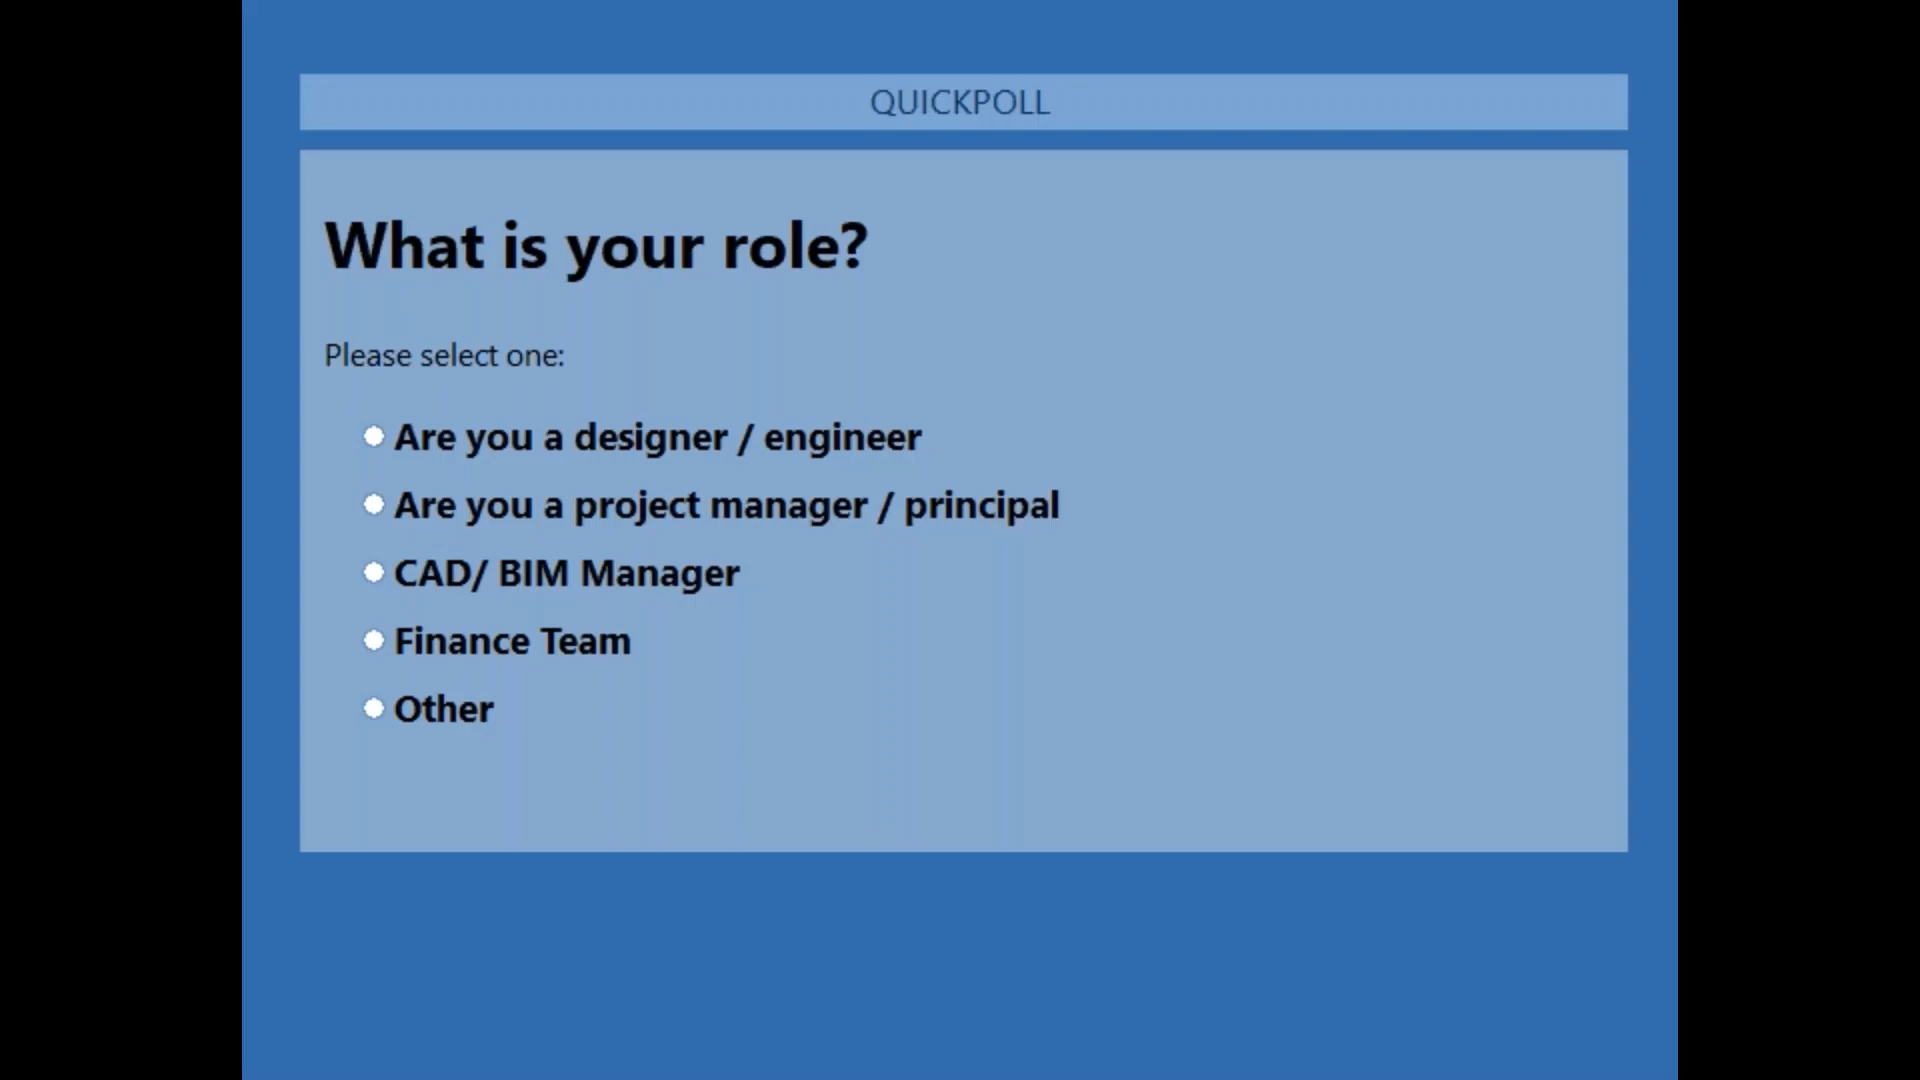 QUICKPOLL
What is your role?
Please select one:
Are you a designer / engineer
Are you a project manager / principal
CAD/ BIM Manager
Finance Team
Other